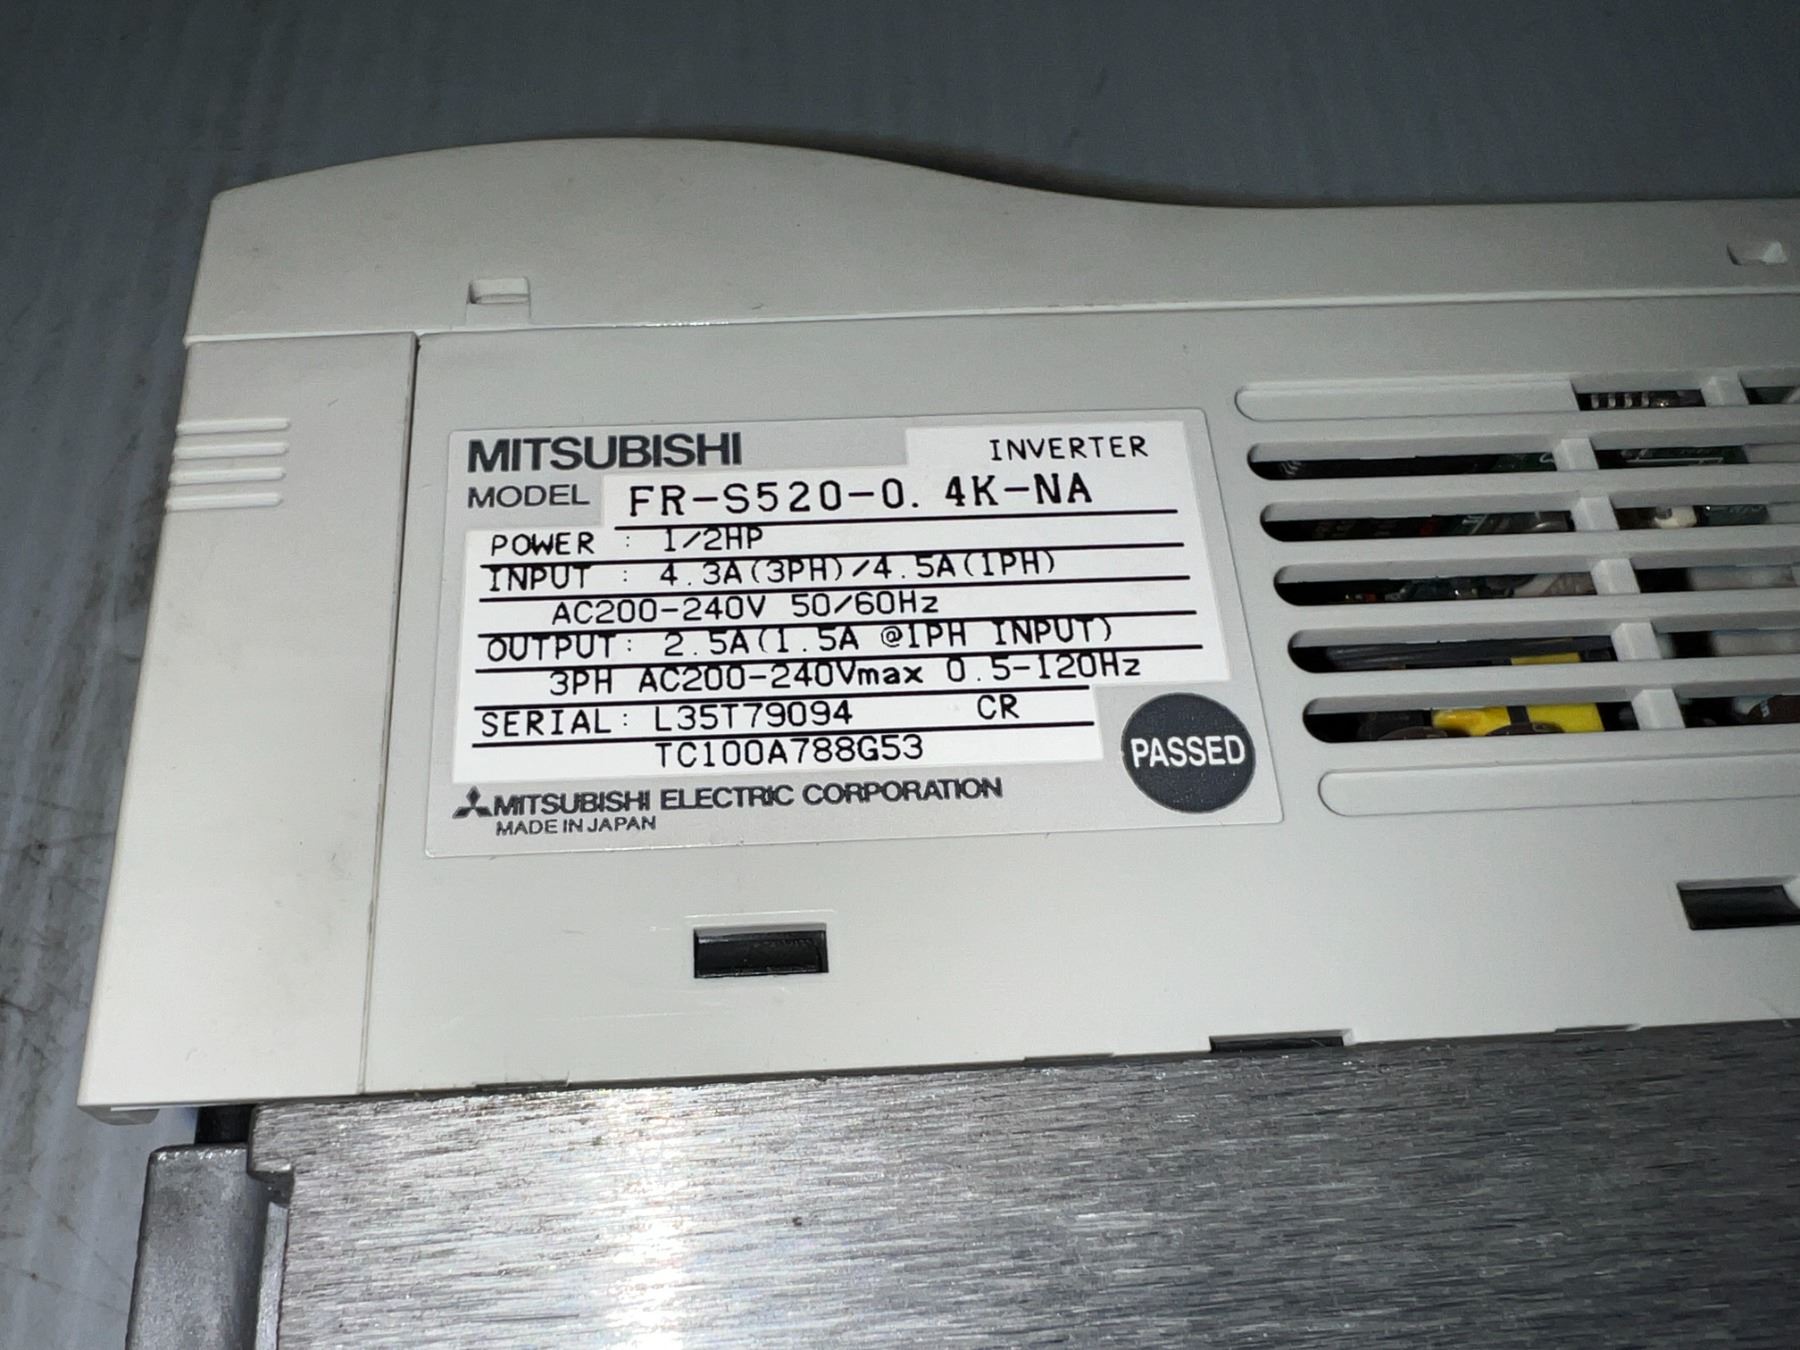 MITSUBISHI INVERTER
MODEL FR-S520-0.4K-NA
POWER : 1/2HP
INPUT : 4.3A(3PH)/4.5A(1PH)
AC200-240V 50/60Hz
OUTPUT: 2.5A(1.5A @1PH INPUT)
3PH AC200-240Vmax 0.5-120Hz
SERIAL: L35T79094 CR
TC100A788G53
PASSED
MITSUBISHI ELECTRIC CORPORATION
MADE IN JAPAN